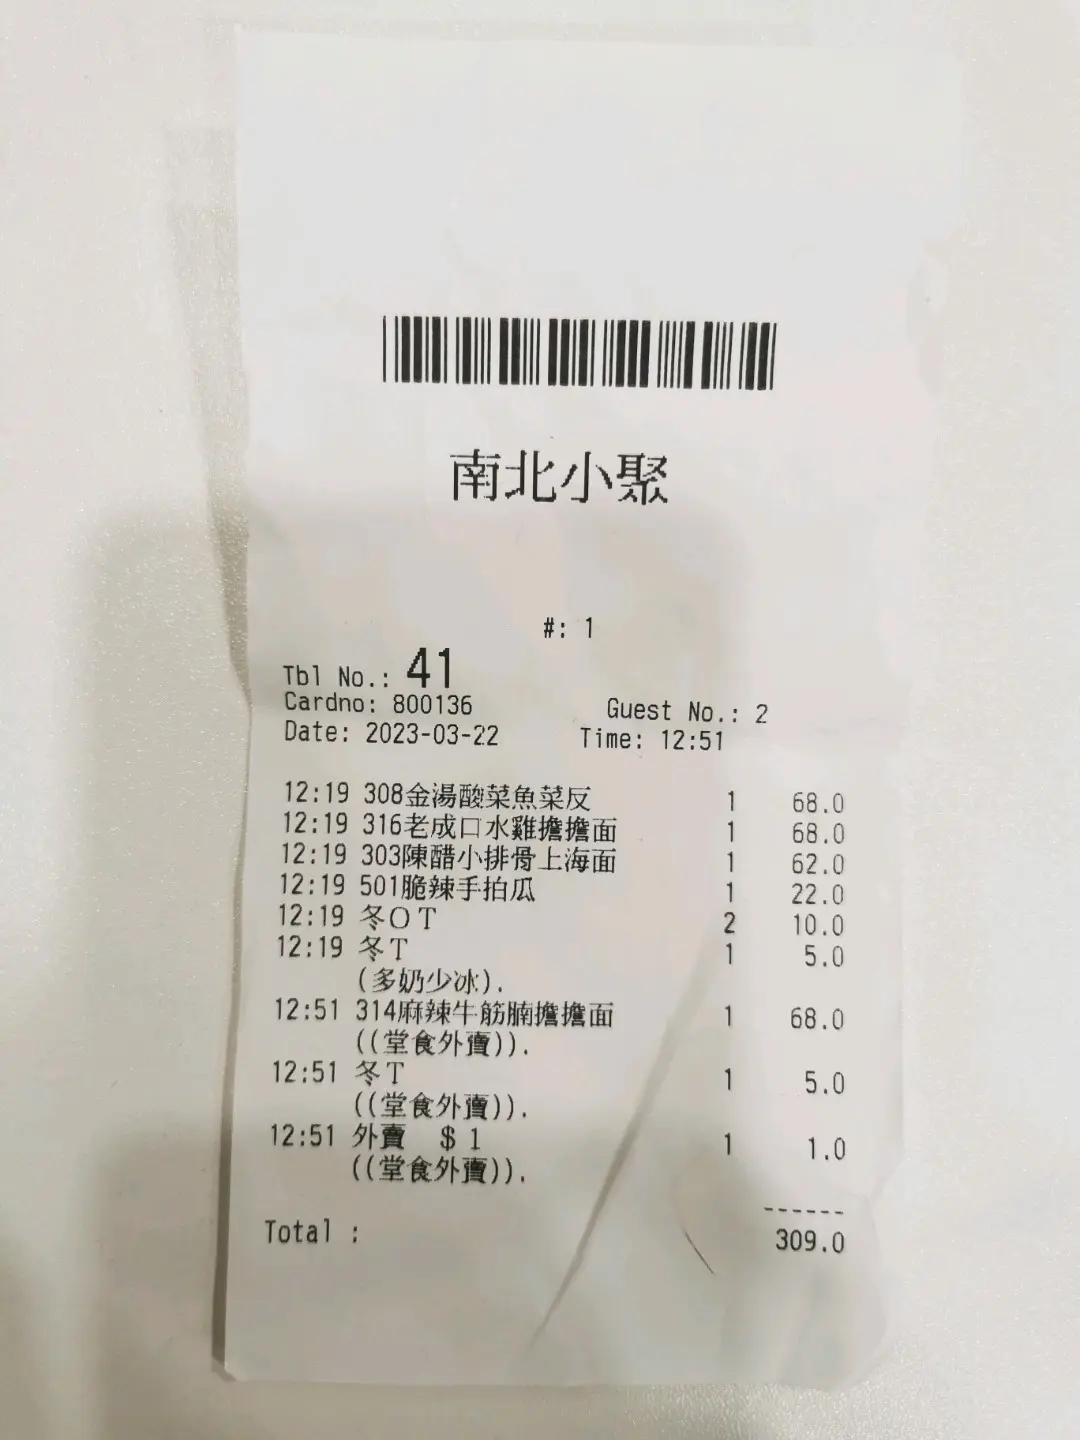 南北小聚
#: 1
Tbl No.: 41
Cardno: 800136 Guest No.: 2
Date: 2023-03-22 Time: 12:51
12:19 308金湯酸菜魚菜反 1 68.0
12:19 316老成口水雞擔擔面 1 68.0
12:19 303陳醋小排骨上海面 1 62.0
12:19 501脆辣手拍瓜 1 22.0
12:19 冬OT 2 10.0
12:19 冬T 1 5.0
(多奶少冰).
12:51 314麻辣牛筋腩擔擔面 1 68.0
((堂食外賣)).
12:51 冬T 1 5.0
((堂食外賣)).
12:51 外賣 $1 1 1.0
((堂食外賣)).
------
Total : 309.0